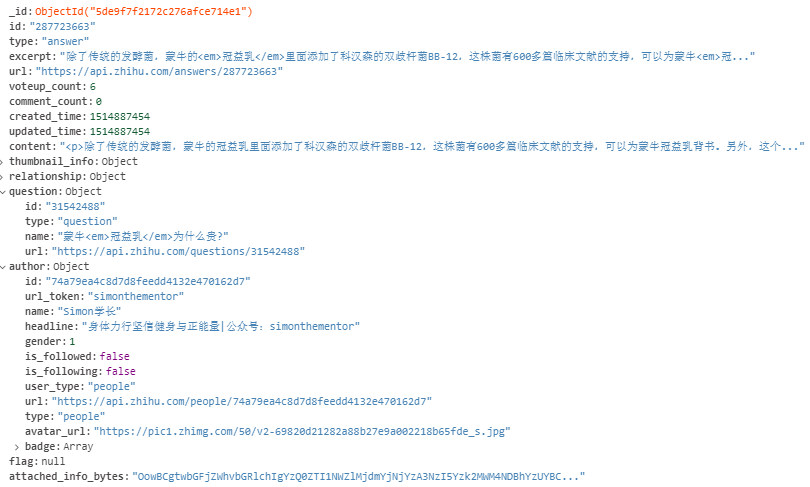 _id: ObjectId("5de9f7f2172c276afce714e1")
id: "287723663"
type: "answer"
excerpt: "除了传统的发酵菌，蒙牛的<em>冠益乳</em>里面添加了科汉森的双歧杆菌BB-12，这株菌有600多篇临床文献的支持，可以为蒙牛<em>冠..."
url: "https://api.zhihu.com/answers/287723663"
voteup_count: 6
comment_count: 0
created_time: 1514887454
updated_time: 1514887454
content: "<p>除了传统的发酵菌，蒙牛的冠益乳里面添加了科汉森的双歧杆菌BB-12，这株菌有600多篇临床文献的支持，可以为蒙牛冠益乳背书。另外，这个..."
thumbnail_info: Object
relationship: Object
question: Object
id: "31542488"
type: "question"
name: "蒙牛<em>冠益乳</em>为什么贵?"
url: "https://api.zhihu.com/questions/31542488"
author: Object
id: "74a79ea4c8d7d8feedd4132e470162d7"
url_token: "simonthementor"
name: "Simon学长"
headline: "身体力行坚信健身与正能量|公众号：simonthementor"
gender: 1
is_followed: false
is_following: false
user_type: "people"
url: "https://api.zhihu.com/people/74a79ea4c8d7d8feedd4132e470162d7"
type: "people"
avatar_url: "https://pic1.zhimg.com/50/v2-69820d21282a88b27e9a002218b65fde_s.jpg"
badge: Array
flag: null
attached_info_bytes: "OowBCgtwbGFjZWhvbGRlchIgYzQ0ZTI1NWZlMjdmYjNjYzA3NzI5Yzk2MWM4NDBhYzUYBC..."